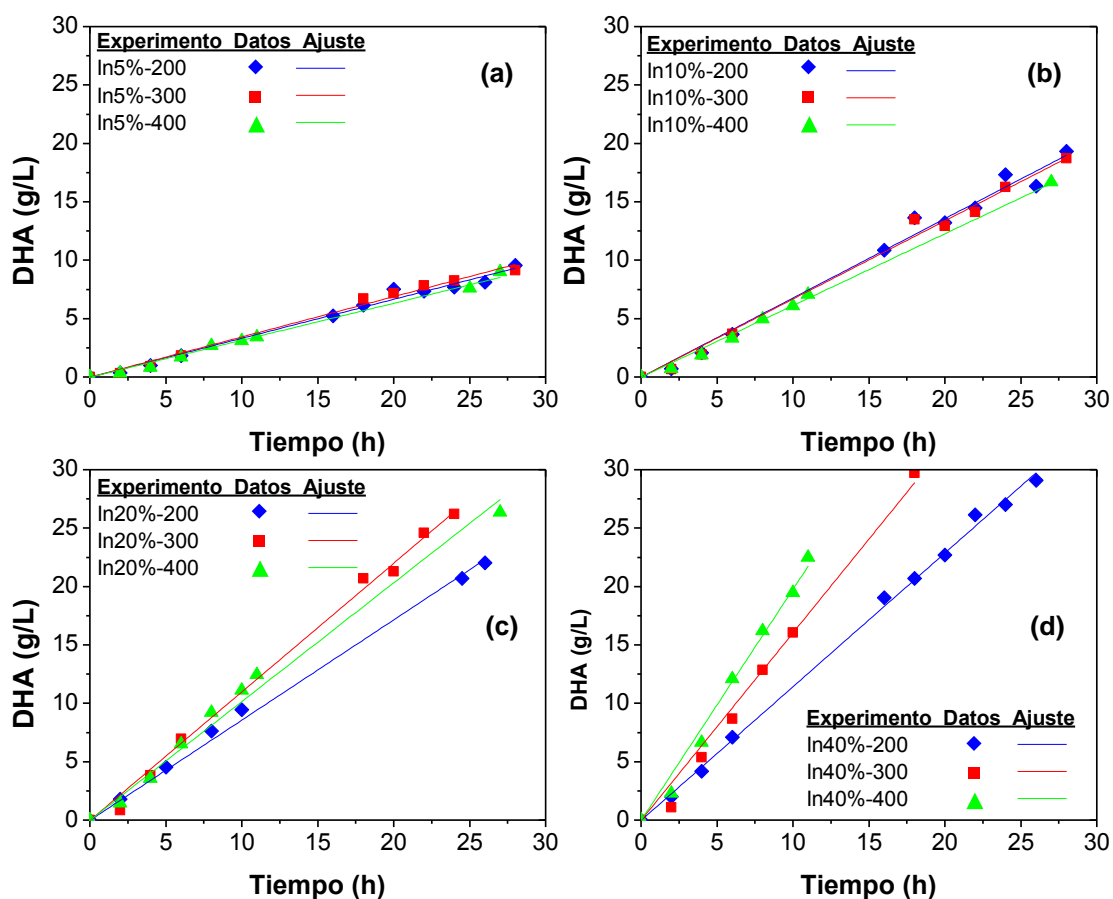 Experimento Datos Ajuste
In5%-200
In5%-300
In5%-400
(a)
DHA (g/L)
30
25
20
15
10
5
0
0 5 10 15 20 25 30
Tiempo (h)
Experimento Datos Ajuste
In10%-200
In10%-300
In10%-400
(b)
DHA (g/L)
30
25
20
15
10
5
0
0 5 10 15 20 25 30
Tiempo (h)
Experimento Datos Ajuste
In20%-200
In20%-300
In20%-400
(c)
DHA (g/L)
30
25
20
15
10
5
0
0 5 10 15 20 25 30
Tiempo (h)
(d)
Experimento Datos Ajuste
In40%-200
In40%-300
In40%-400
DHA (g/L)
30
25
20
15
10
5
0
0 5 10 15 20 25 30
Tiempo (h)